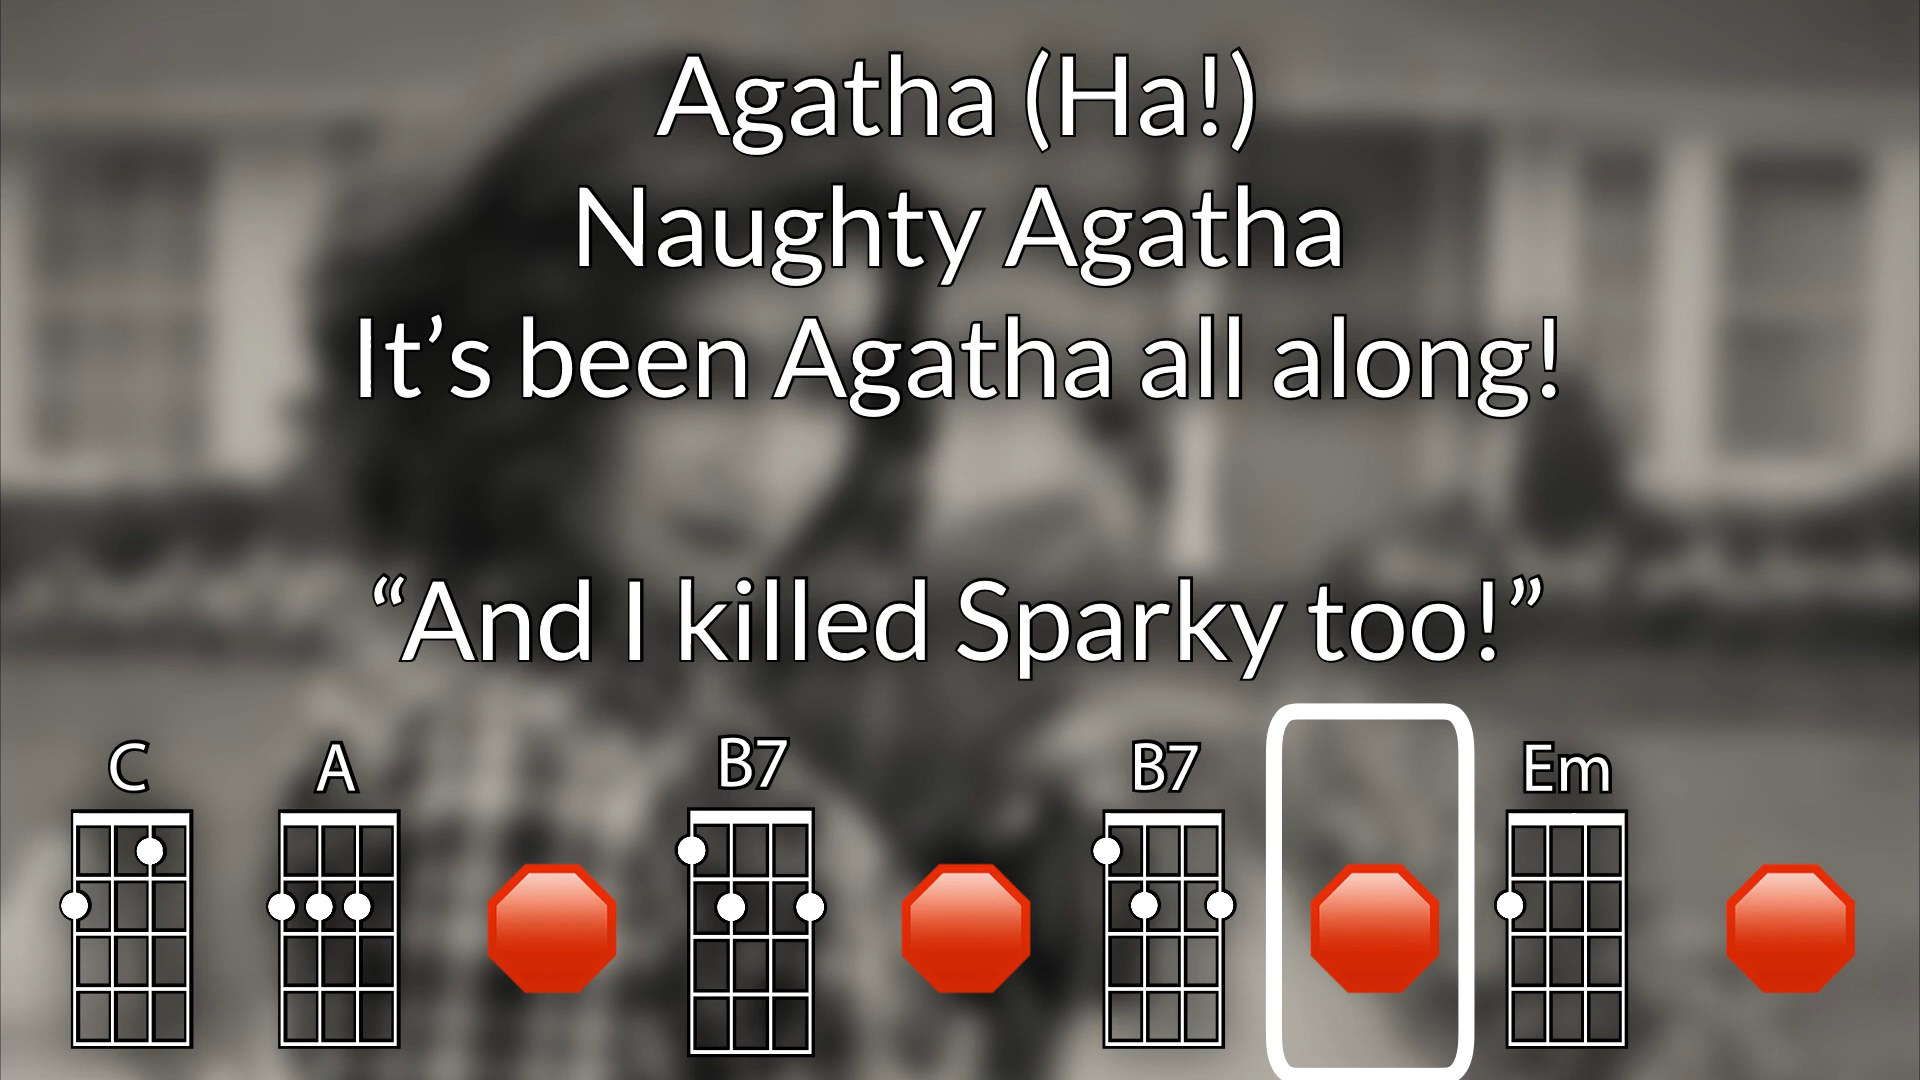 Agatha (Ha!)
Naughty Agatha
It’s been Agatha all along!
“And I killed Sparky too!”
C A B7 B7 Em